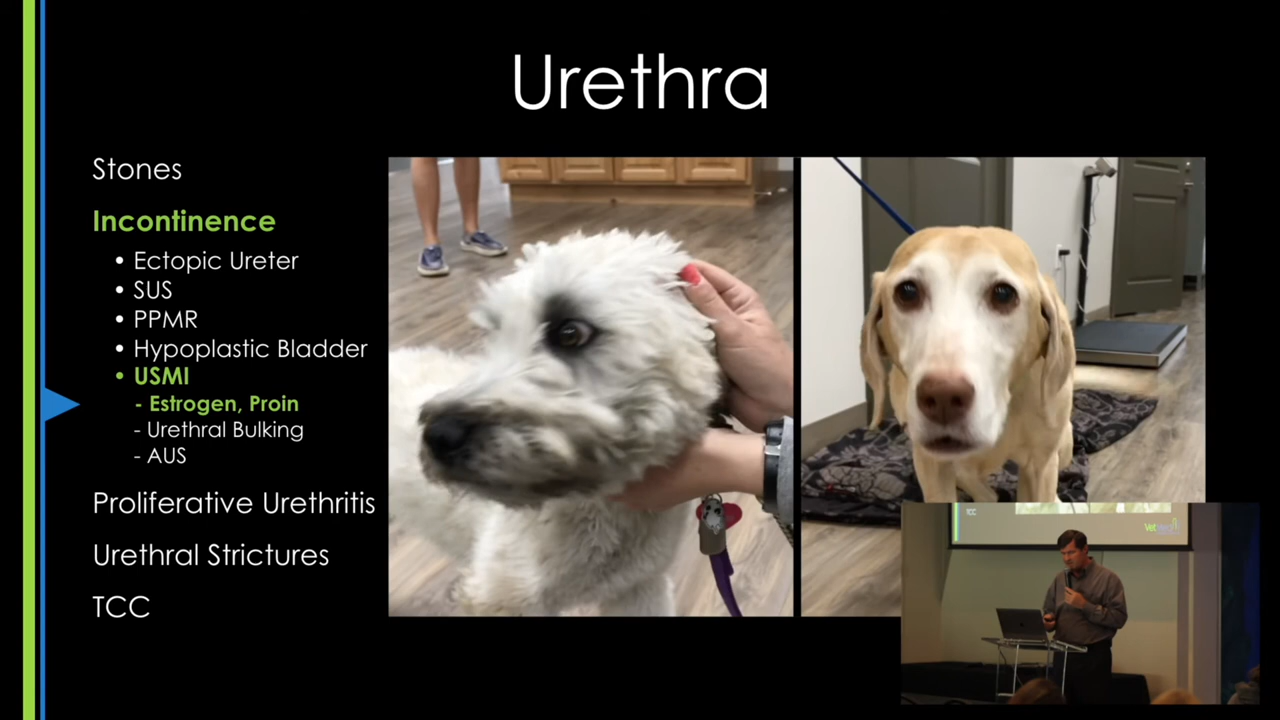 Urethra
Stones
Incontinence
• Ectopic Ureter
• SUS
• PPMR
• Hypoplastic Bladder
• USMI
- Estrogen, Proin
- Urethral Bulking
- AUS
Proliferative Urethritis
Urethral Strictures
TCC
TCC